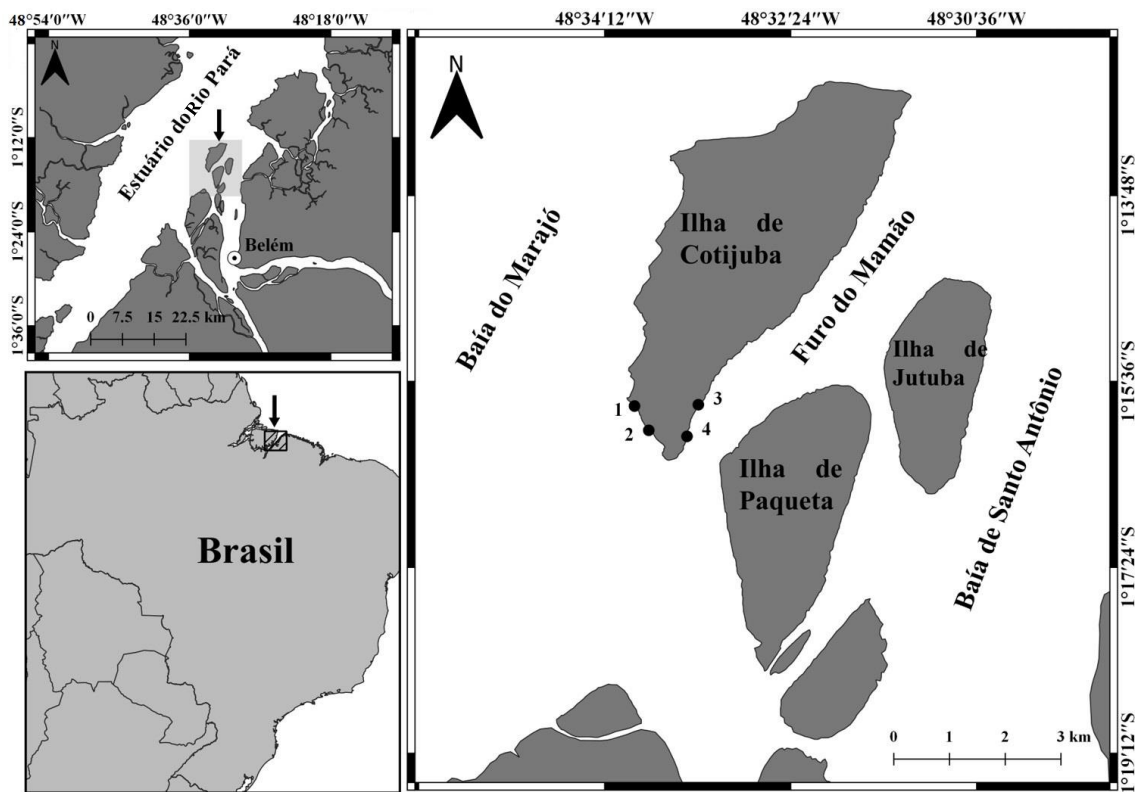 48°54′0″W
48°36′0″W
48°18′0″W
N
Estuário doRio Pará
1°12′0″S
1°24′0″S
1°36′0″S
Belém
0 7.5 15 22.5 km
Brasil
48°34′12″W
48°32′24″W
48°30′36″W
N
1°13′48″S
1°15′36″S
1°17′24″S
1°19′12″S
Ilha de
Cotijuba
Baía do Marajó
Furo do Mamão
Ilha de
Jutuba
1
2
3
4
Ilha de
Paqueta
Baía de Santo Antônio
0 1 2 3 km